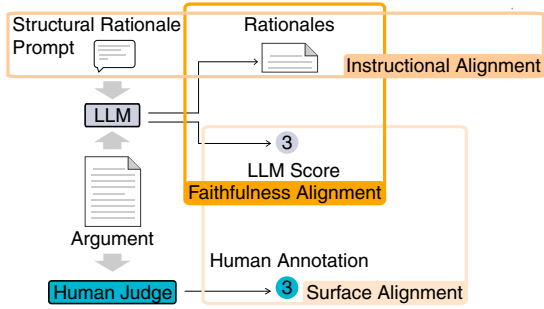 Structural Rationale
Prompt
Rationales
Instructional Alignment
LLM
3
LLM Score
Faithfulness Alignment
Argument
Human Annotation
Human Judge
3
Surface Alignment